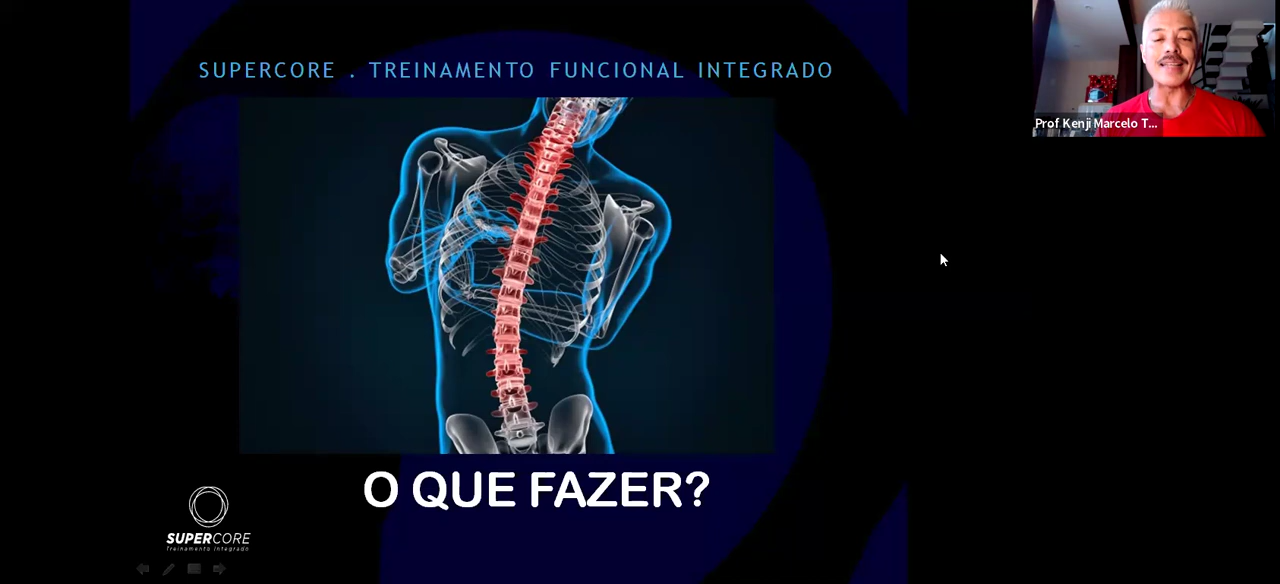 SUPERCORE . TREINAMENTO FUNCIONAL INTEGRADO
Prof Kenji Marcelo T...
O QUE FAZER?
SUPERCORE
Treinamento Integrado